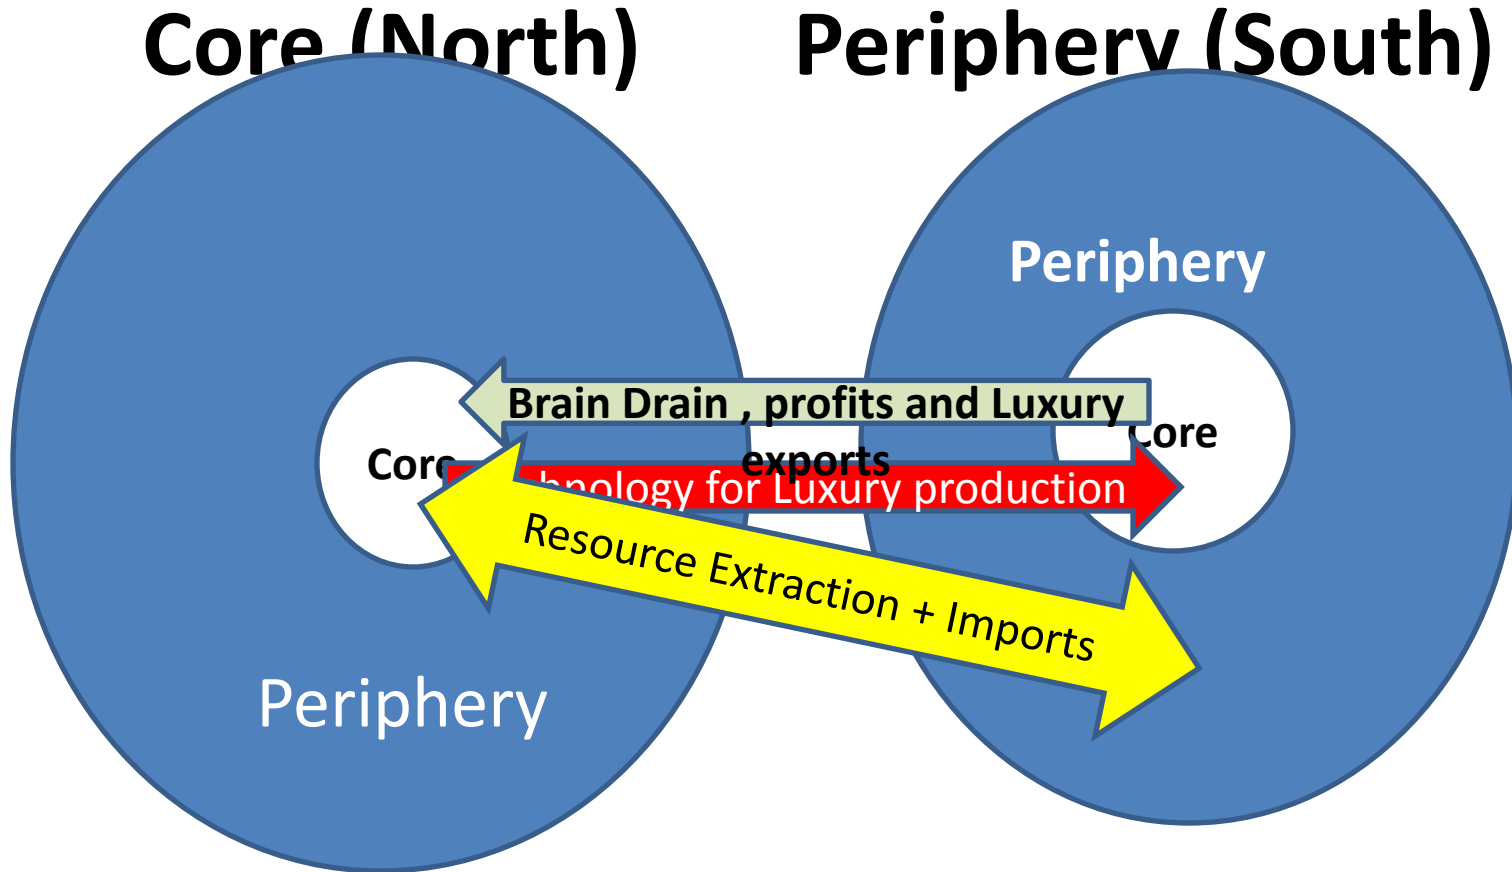 Core (North)
Periphery (South)
Periphery
Brain Drain , profits and Luxury
exports
Core
Core
hnology for Luxury production
Resource Extraction + Imports
Periphery